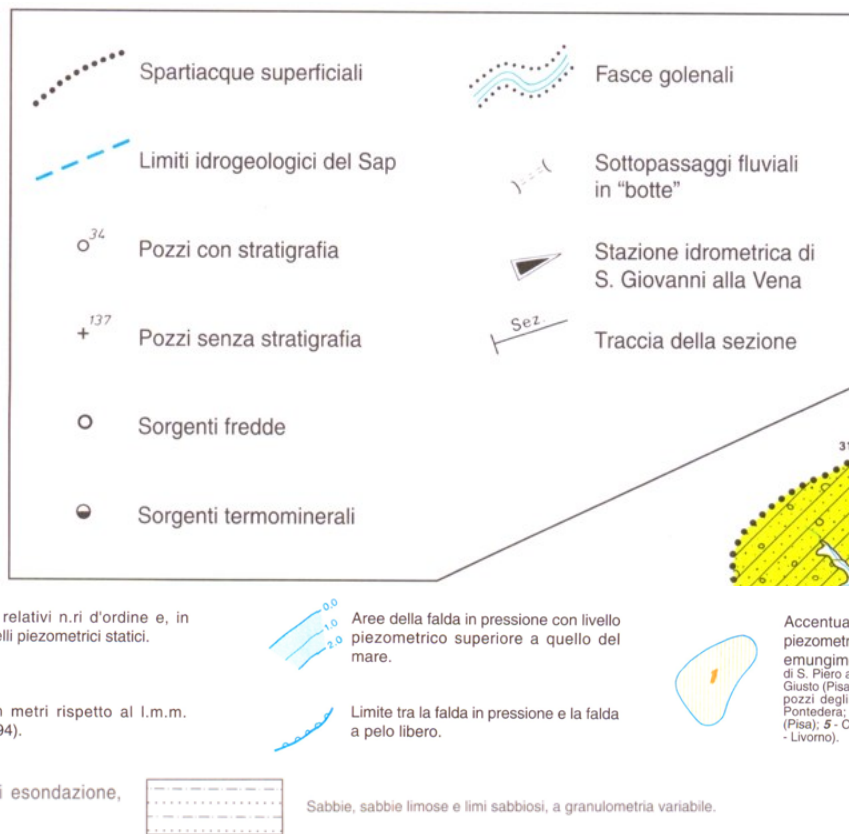 Spartiacque superficiali
Limiti idrogeologici del Sap
34
Pozzi con stratigrafia
137
Pozzi senza stratigrafia
Sorgenti fredde
Sorgenti termominerali
Fasce golenali
Sottopassaggi fluviali
in “botte”
Stazione idrometrica di
S. Giovanni alla Vena
Sez.
Traccia della sezione
31
relativi n.ri d'ordine e, in
elli piezometrici statici.
n metri rispetto al l.m.m.
94).
0.0
1.0
2.0
Aree della falda in pressione con livello
piezometrico superiore a quello del
mare.
Limite tra la falda in pressione e la falda
a pelo libero.
1
Accentua
piezometr
emungim
di S. Piero a
Giusto (Pisa
pozzi degli
Pontedera;
(Pisa); 5 - C
- Livorno).
i esondazione,
Sabbie, sabbie limose e limi sabbiosi, a granulometria variabile.